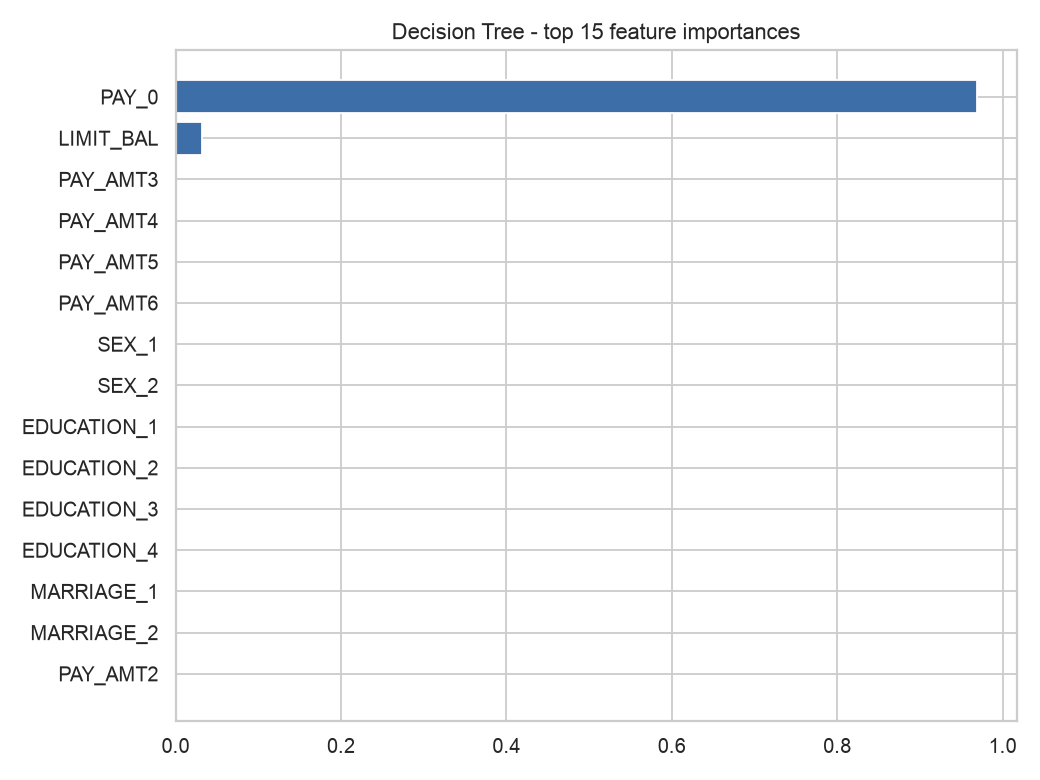 Decision Tree - top 15 feature importances
PAY_0
LIMIT_BAL
PAY_AMT3
PAY_AMT4
PAY_AMT5
PAY_AMT6
SEX_1
SEX_2
EDUCATION_1
EDUCATION_2
EDUCATION_3
EDUCATION_4
MARRIAGE_1
MARRIAGE_2
PAY_AMT2
0.0 0.2 0.4 0.6 0.8 1.0